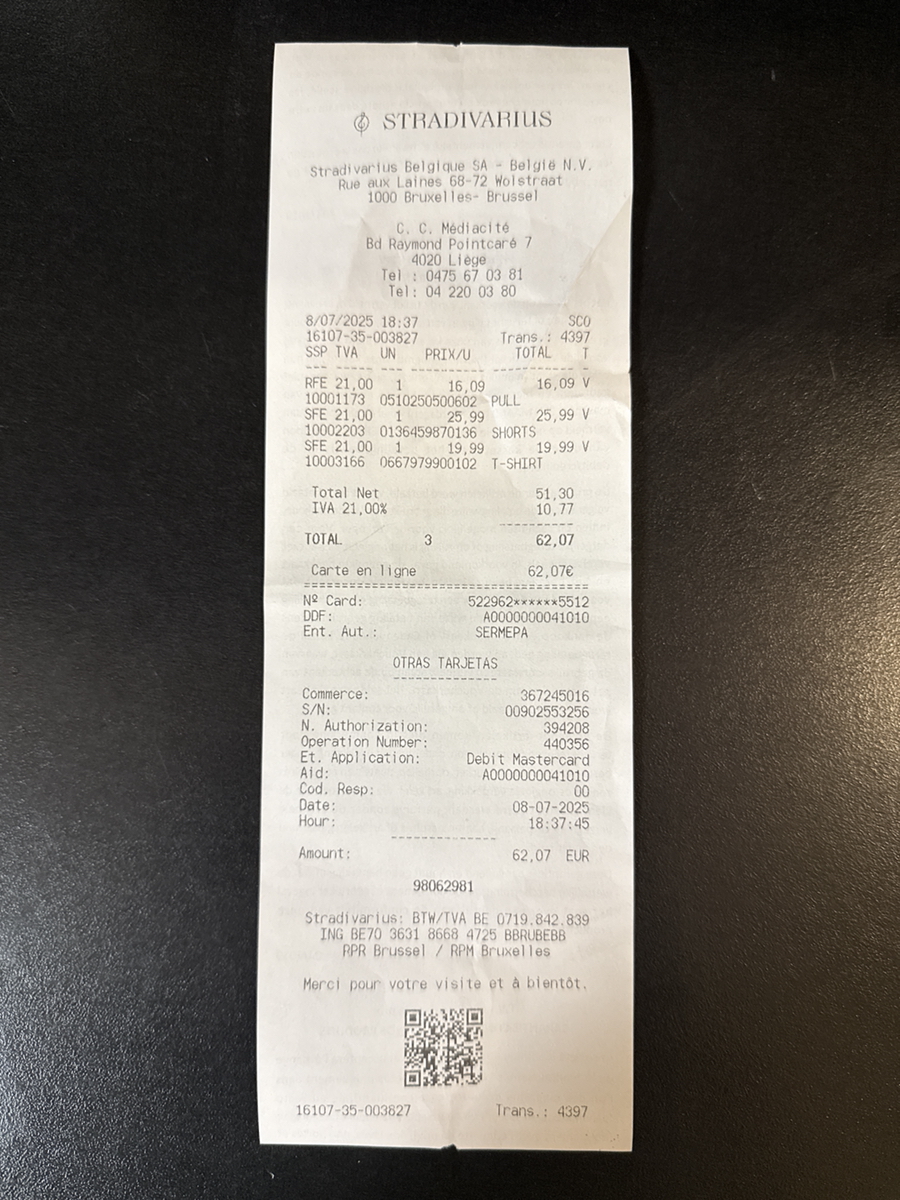 STRADIVARIUS
Stradivarius Belgique SA - België N.V.
Rue aux Laines 68-72 Wolstraat
1000 Bruxelles- Brussel
C. C. Médiacité
Bd Raymond Pointcaré 7
4020 Liège
Tel : 0475 67 03 81
Tel: 04 220 03 80
8/07/2025 18:37 SCO
16107-35-003827 Trans.: 4397
SSP TVA UN PRIX/U TOTAL T
--- ----- --- ---------- ---------- -
RFE 21,00 1 16,09 16,09 V
10001173 0510250500602 PULL
SFE 21,00 1 25,99 25,99 V
10002203 0136459870136 SHORTS
SFE 21,00 1 19,99 19,99 V
10003166 0667979900102 T-SHIRT
Total Net 51,30
IVA 21,00% 10,77
----------
TOTAL 3 62,07
Carte en ligne 62,07€
======================================
Nº Card: 522962******5512
DDF: A0000000041010
Ent. Aut.: SERMEPA
OTRAS TARJETAS
--------------
Commerce: 367245016
S/N: 00902553256
N. Authorization: 394208
Operation Number: 440356
Et. Application: Debit Mastercard
Aid: A0000000041010
Cod. Resp: 00
Date: 08-07-2025
Hour: 18:37:45
--------------
Amount: 62,07 EUR
98062981
Stradivarius: BTW/TVA BE 0719.842.839
ING BE70 3631 8668 4725 BBRUBEBB
RPR Brussel / RPM Bruxelles
Merci pour votre visite et à bientôt.
16107-35-003827 Trans.: 4397